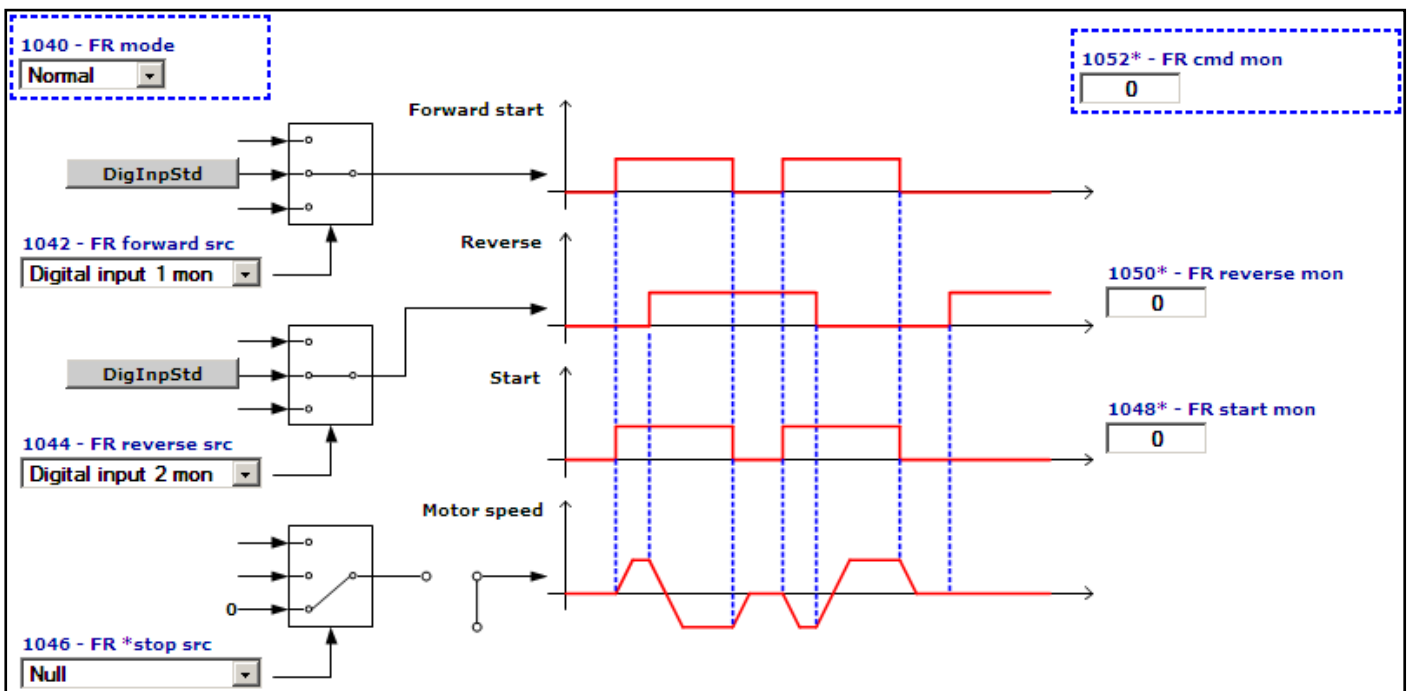 1040 - FR mode
Normal
1052* - FR cmd mon
0
Forward start
DigInpStd
1042 - FR forward src
Digital input 1 mon
Reverse
1050* - FR reverse mon
0
DigInpStd
Start
1048* - FR start mon
0
1044 - FR reverse src
Digital input 2 mon
Motor speed
0
1046 - FR *stop src
Null